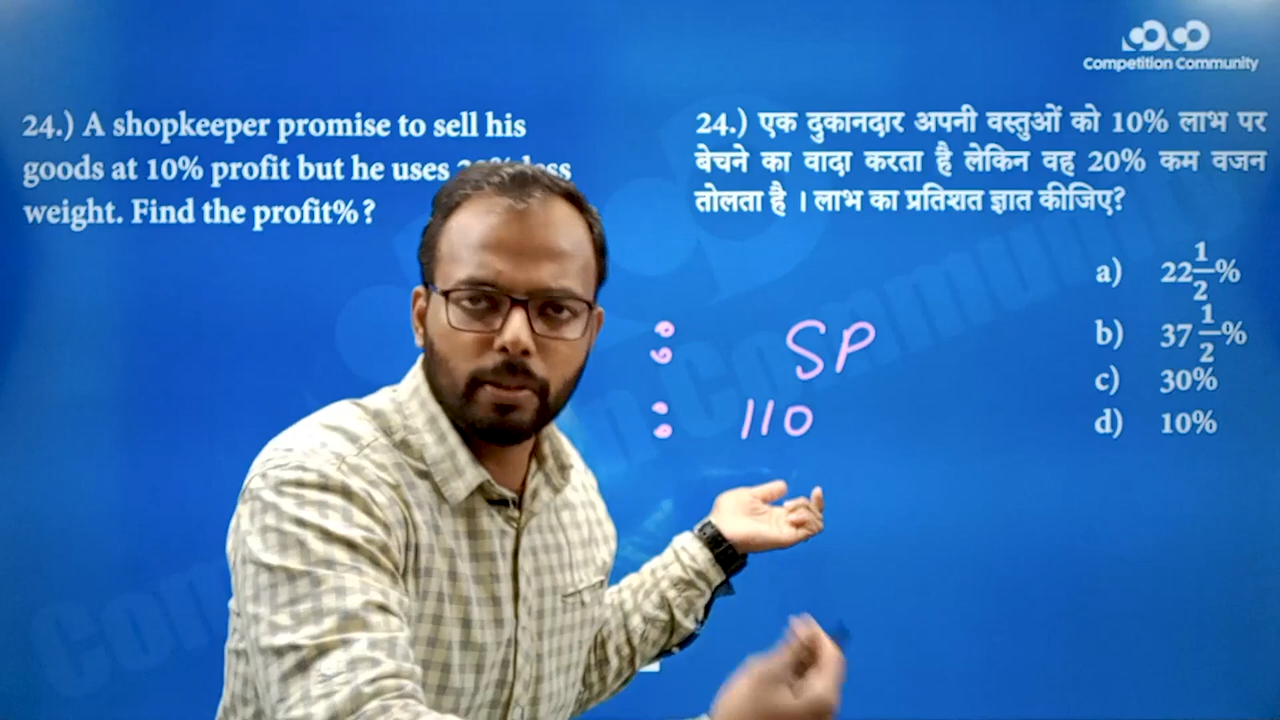 Competition Community
24.) A shopkeeper promise to sell his
goods at 10% profit but he uses
weight. Find the profit%?
24.) एक दुकानदार अपनी वस्तुओं को 10% लाभ पर
बेचने का वादा करता है लेकिन वह 20% कम वजन
तोलता है । लाभ का प्रतिशत ज्ञात कीजिए?
a) 22 1/2%
b) 37 1/2%
c) 30%
d) 10%
: SP
: 110